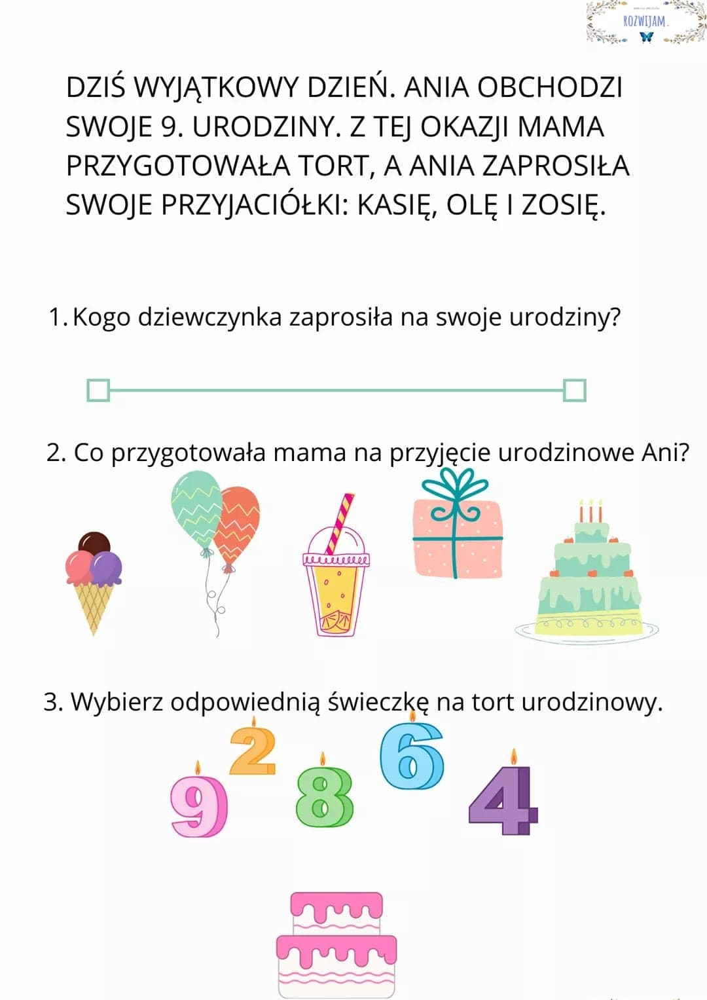 ROZWIJAM.
DZIŚ WYJĄTKOWY DZIEŃ. ANIA OBCHODZI
SWOJE 9. URODZINY. Z TEJ OKAZJI MAMA
PRZYGOTOWAŁA TORT, A ANIA ZAPROSIŁA
SWOJE PRZYJACIÓŁKI: KASIĘ, OLĘ I ZOSIĘ.
1. Kogo dziewczynka zaprosiła na swoje urodziny?
2. Co przygotowała mama na przyjęcie urodzinowe Ani?
3. Wybierz odpowiednią świeczkę na tort urodzinowy.
9 2 8 6 4